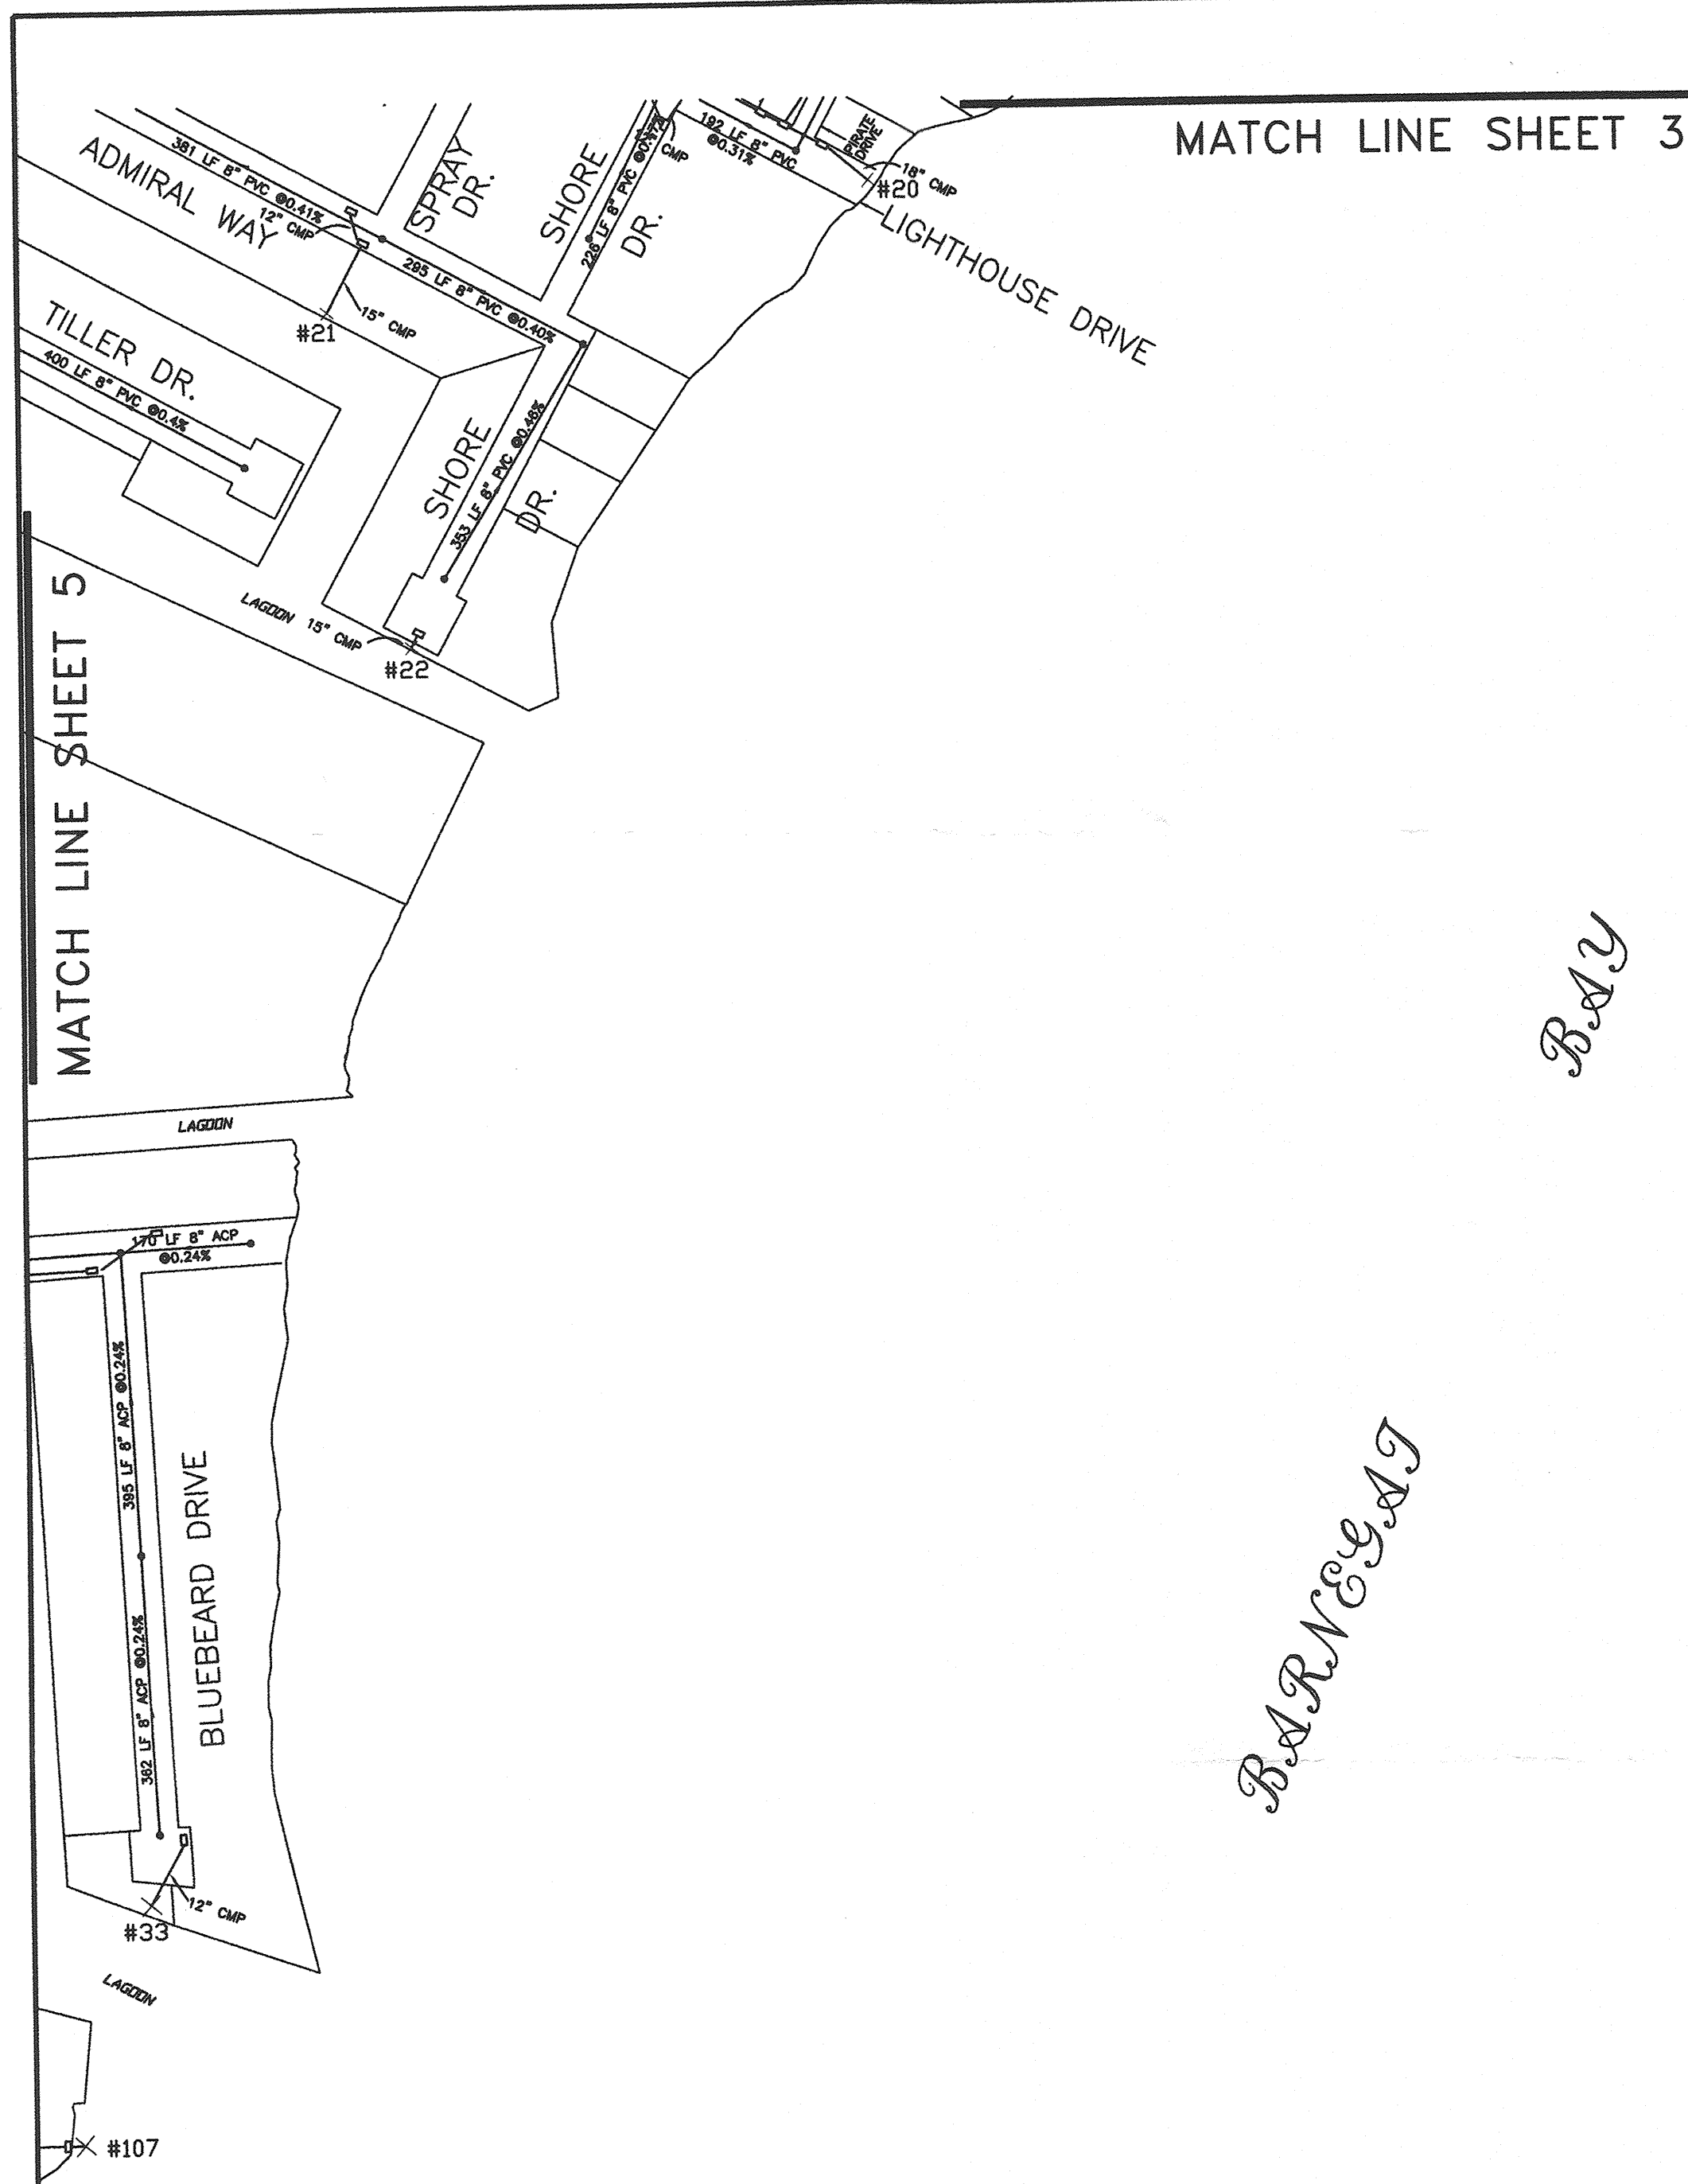 MATCH LINE SHEET 3
192 LF 8" PVC
@0.31%
PIRATE
DRIVE
18" CMP
#20
LIGHTHOUSE DRIVE
CMP
SHORE
DR.
226 LF 8" PVC
SPRAY
DR.
381 LF 8" PVC @0.41%
ADMIRAL WAY
12"
CMP
295 LF 8" PVC @0.40%
15" CMP
#21
TILLER DR.
400 LF 8" PVC @0.4%
SHORE
DR.
353 LF 8" PVC @0.46%
LAGOON
15" CMP
#22
MATCH LINE SHEET 5
LAGOON
170 LF 8" ACP
@0.24%
395 LF 8" ACP @0.24%
382 LF 8" ACP @0.24%
BLUEBEARD DRIVE
12" CMP
#33
LAGOON
#107
BARNEGAT
BAY